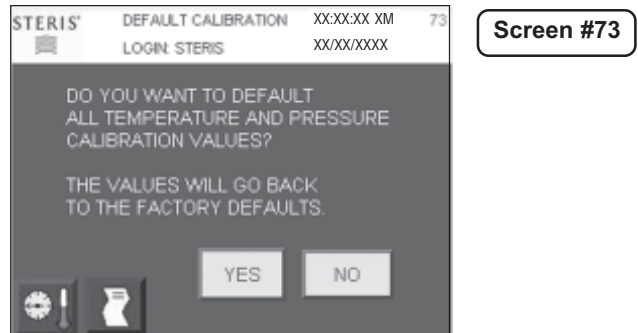 STERIS®
DEFAULT CALIBRATION XX:XX:XX XM 73
LOGIN: STERIS XX/XX/XXXX
DO YOU WANT TO DEFAULT
ALL TEMPERATURE AND PRESSURE
CALIBRATION VALUES?
THE VALUES WILL GO BACK
TO THE FACTORY DEFAULTS.
YES NO
Screen #73